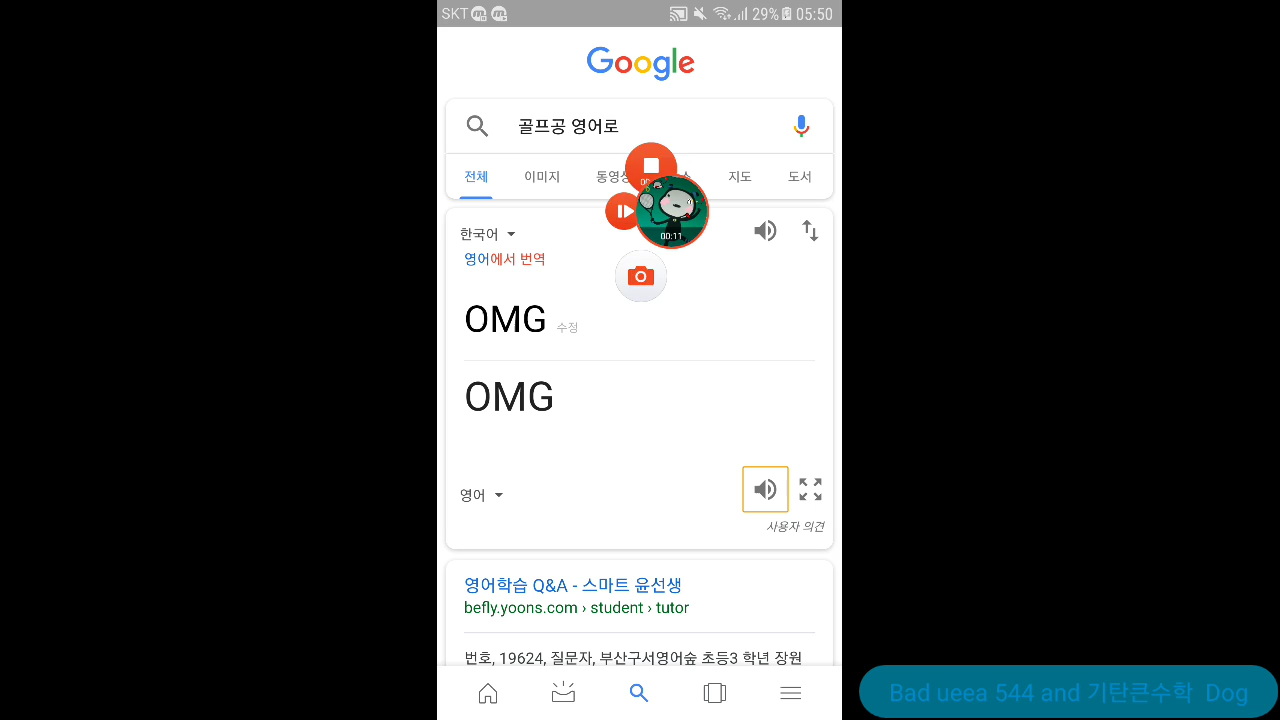 SKT 29% 05:50
Google
골프공 영어로
전체 이미지 지도 도서
00:11
한국어
영어에서 번역
OMG 수정
OMG
영어
사용자 의견
영어학습 Q&A - 스마트 윤선생
befly.yoons.com › student › tutor
번호, 19624, 질문자, 부산구서영어숲 초등3 학년 장원
Bad ueea 544 and 기탄큰수학 Dog